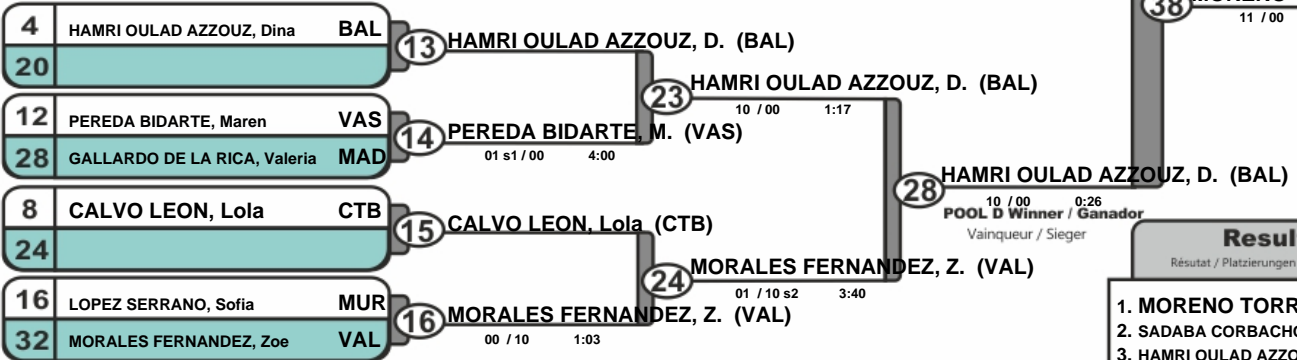 4 HAMRI OULAD AZZOUZ, Dina BAL
20
13 HAMRI OULAD AZZOUZ, D. (BAL)
12 PEREDA BIDARTE, Maren VAS
28 GALLARDO DE LA RICA, Valeria MAD
14 PEREDA BIDARTE, M. (VAS)
01 s1 / 00 4:00
23 HAMRI OULAD AZZOUZ, D. (BAL)
10 / 00 1:17
8 CALVO LEON, Lola CTB
24
15 CALVO LEON, Lola (CTB)
16 LOPEZ SERRANO, Sofia MUR
32 MORALES FERNANDEZ, Zoe VAL
16 MORALES FERNANDEZ, Z. (VAL)
00 / 10 1:03
24 MORALES FERNANDEZ, Z. (VAL)
01 / 10 s2 3:40
28 HAMRI OULAD AZZOUZ, D. (BAL)
10 / 00 0:26
POOL D Winner / Ganador
Vainqueur / Sieger
38
11 / 00
Resul
Résutat / Platzierungen
1. MORENO TORR
2. SADABA CORBACHO
3. HAMRI OULAD AZZO